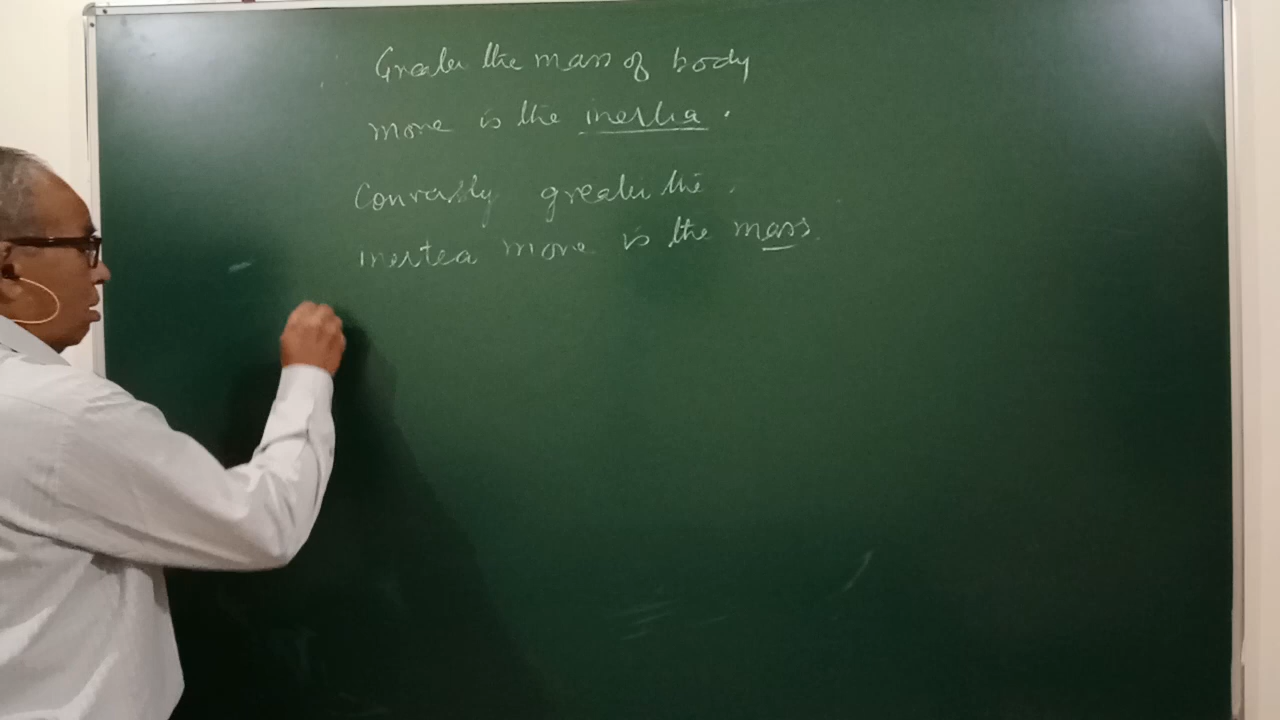 Greater the mass of body
more is the inertia.
Conversly greater the
inertea more is the mass.